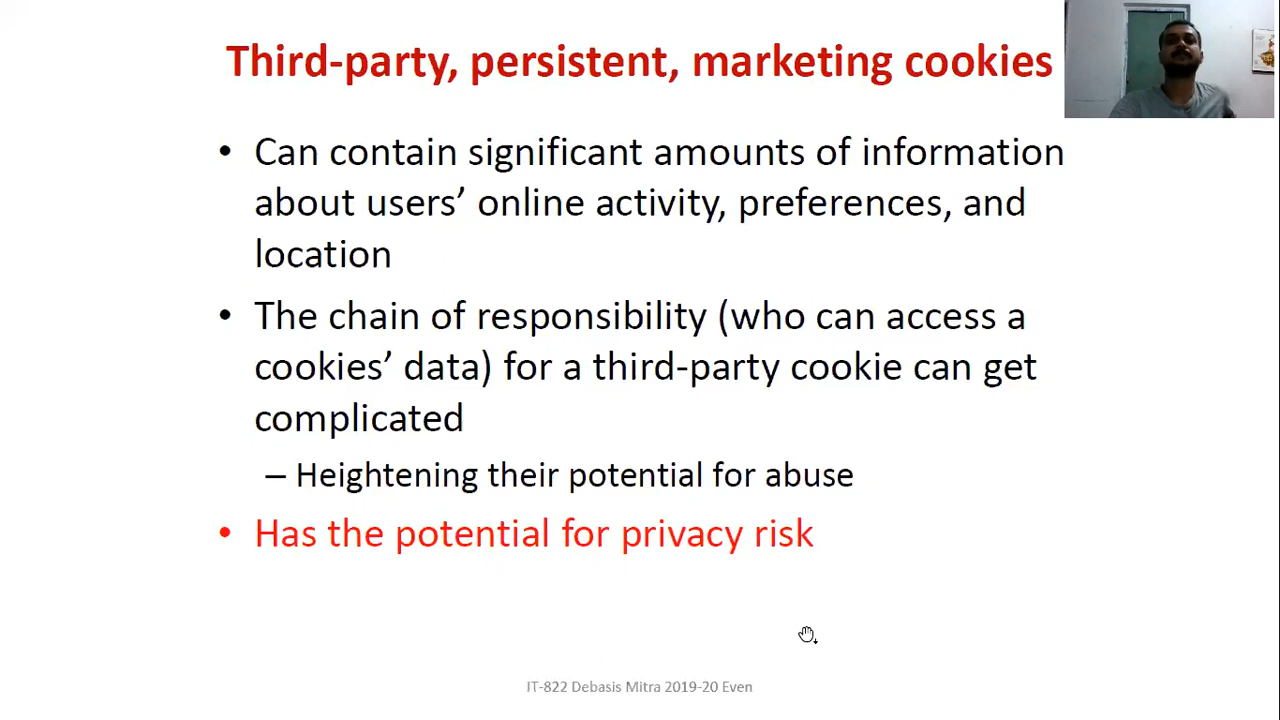 Third-party, persistent, marketing cookies
• Can contain significant amounts of information
about users’ online activity, preferences, and
location
• The chain of responsibility (who can access a
cookies’ data) for a third-party cookie can get
complicated
– Heightening their potential for abuse
• Has the potential for privacy risk
IT-822 Debasis Mitra 2019-20 Even